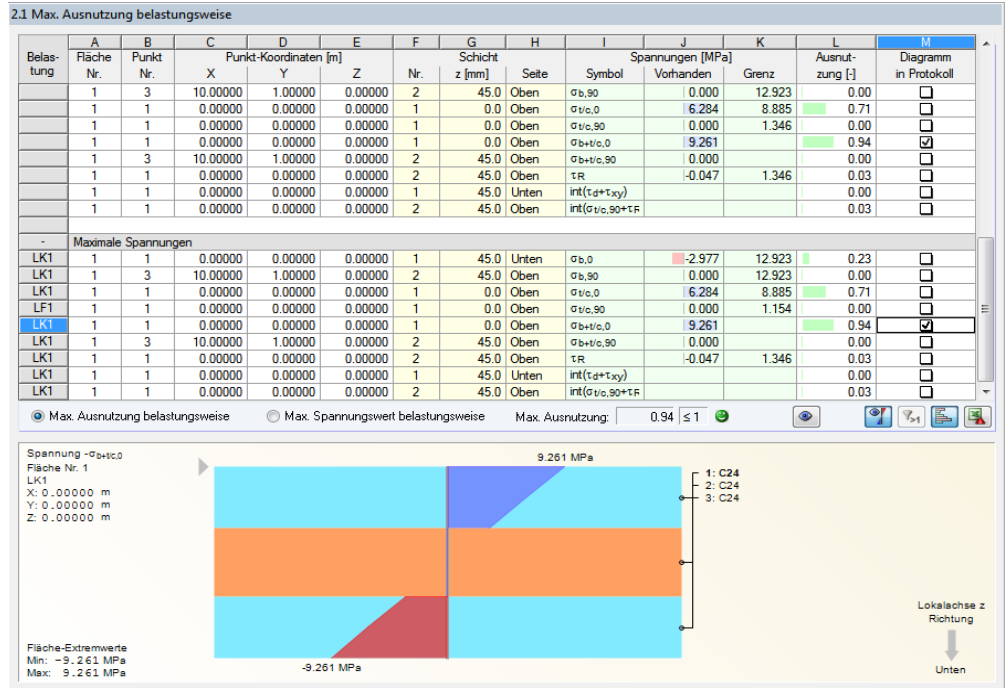 2.1 Max. Ausnutzung belastungsweise
A B C D E F G H I J K L M
Belas- Fläche Punkt Punkt-Koordinaten [m] Schicht Spannungen [MPa] Ausnut- Diagramm
tung Nr. Nr. X Y Z Nr. z [mm] Seite Symbol Vorhanden Grenz zung [-] in Protokoll
1 3 10.00000 1.00000 0.00000 2 45.0 Oben σb,90 0.000 12.923 0.00
1 1 0.00000 0.00000 0.00000 1 0.0 Oben σt/c,0 6.284 8.885 0.71
1 1 0.00000 0.00000 0.00000 1 0.0 Oben σt/c,90 0.000 1.346 0.00
1 1 0.00000 0.00000 0.00000 1 0.0 Oben σb+t/c,0 9.261 0.94
1 3 10.00000 1.00000 0.00000 2 45.0 Oben σb+t/c,90 0.000 0.00
1 1 0.00000 0.00000 0.00000 2 45.0 Oben τR -0.047 1.346 0.03
1 1 0.00000 0.00000 0.00000 1 45.0 Unten int(τd+τxy) 0.00
1 1 0.00000 0.00000 0.00000 2 45.0 Oben int(σt/c,90+τR 0.03
- Maximale Spannungen
LK1 1 1 0.00000 0.00000 0.00000 1 45.0 Unten σb,0 -2.977 12.923 0.23
LK1 1 3 10.00000 1.00000 0.00000 2 45.0 Oben σb,90 0.000 12.923 0.00
LK1 1 1 0.00000 0.00000 0.00000 1 0.0 Oben σt/c,0 6.284 8.885 0.71
LF1 1 1 0.00000 0.00000 0.00000 1 0.0 Oben σt/c,90 0.000 1.154 0.00
LK1 1 1 0.00000 0.00000 0.00000 1 0.0 Oben σb+t/c,0 9.261 0.94
LK1 1 3 10.00000 1.00000 0.00000 2 45.0 Oben σb+t/c,90 0.000 0.00
LK1 1 1 0.00000 0.00000 0.00000 2 45.0 Oben τR -0.047 1.346 0.03
LK1 1 1 0.00000 0.00000 0.00000 1 45.0 Unten int(τd+τxy) 0.00
LK1 1 1 0.00000 0.00000 0.00000 2 45.0 Oben int(σt/c,90+τR 0.03
Max. Ausnutzung belastungsweise Max. Spannungswert belastungsweise Max. Ausnutzung: 0.94 ≤ 1
Spannung -σb+t/c,0
Fläche Nr. 1
LK1
X: 0.00000 m
Y: 0.00000 m
Z: 0.00000 m
9.261 MPa
1: C24
2: C24
3: C24
-9.261 MPa
Fläche-Extremwerte
Min: -9.261 MPa
Max: 9.261 MPa
Lokalachse z
Richtung
Unten